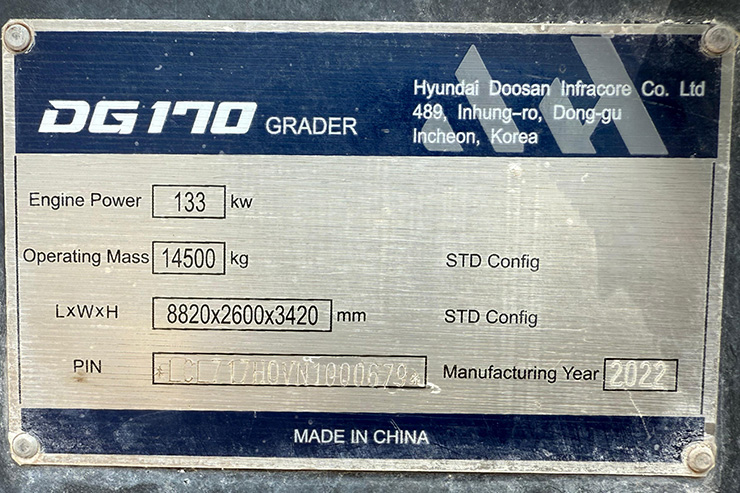 DG170 GRADER
Hyundai Doosan Infracore Co. Ltd
489, Inhung-ro, Dong-gu
Incheon, Korea
Engine Power 133 kw
Operating Mass 14500 kg STD Config
LxWxH 8820x2600x3420 mm STD Config
PIN
Manufacturing Year 2022
MADE IN CHINA